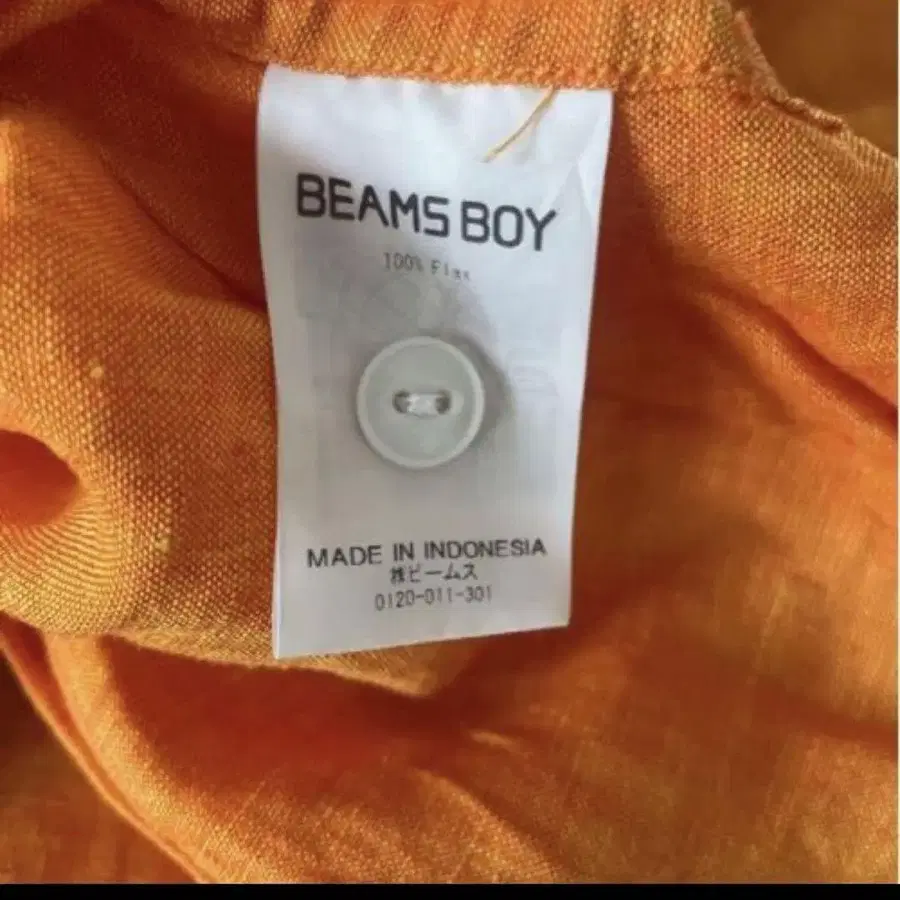 BEAMS BOY
100% Flax
MADE IN INDONESIA
㈱ビームス
0120-011-301